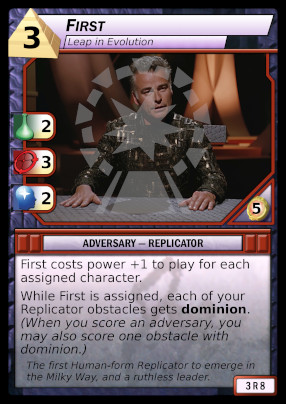 3
FIRST
Leap in Evolution
2
3
2
5
ADVERSARY – REPLICATOR
First costs power +1 to play for each
assigned character.
While First is assigned, each of your
Replicator obstacles gets dominion.
(When you score an adversary, you
may also score one obstacle with
dominion.)
The first Human-form Replicator to emerge in
the Milky Way, and a ruthless leader.
3 R 8